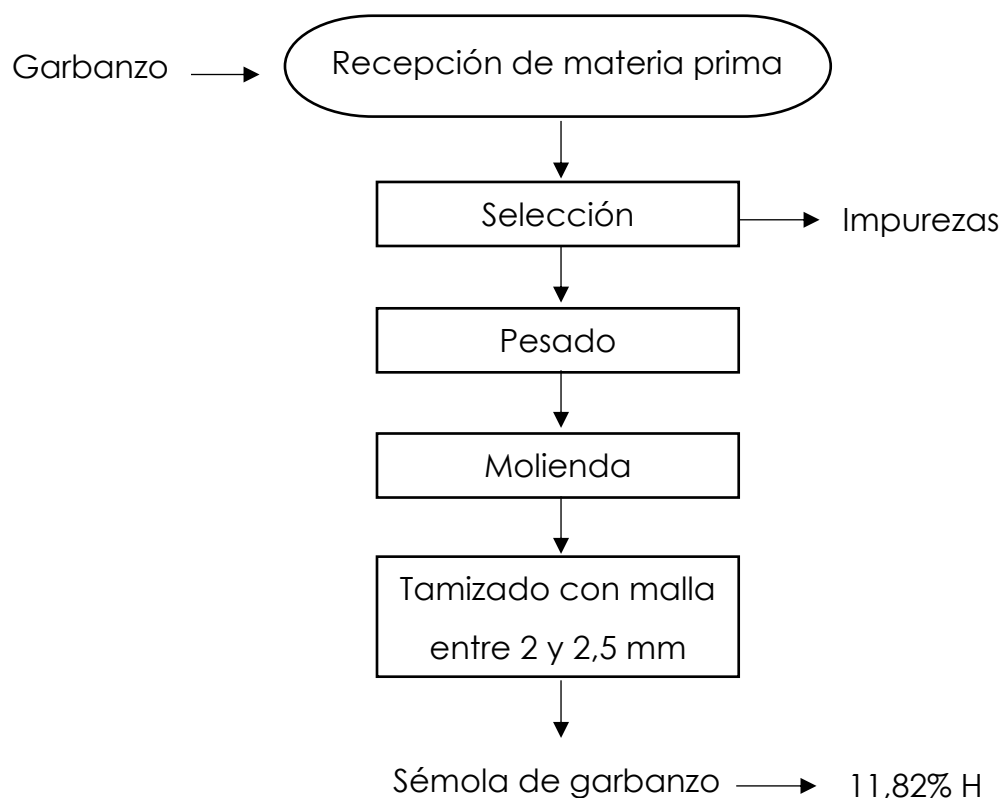 Garbanzo
Recepción de materia prima
Selección
Impurezas
Pesado
Molienda
Tamizado con malla
entre 2 y 2,5 mm
Sémola de garbanzo
11,82% H